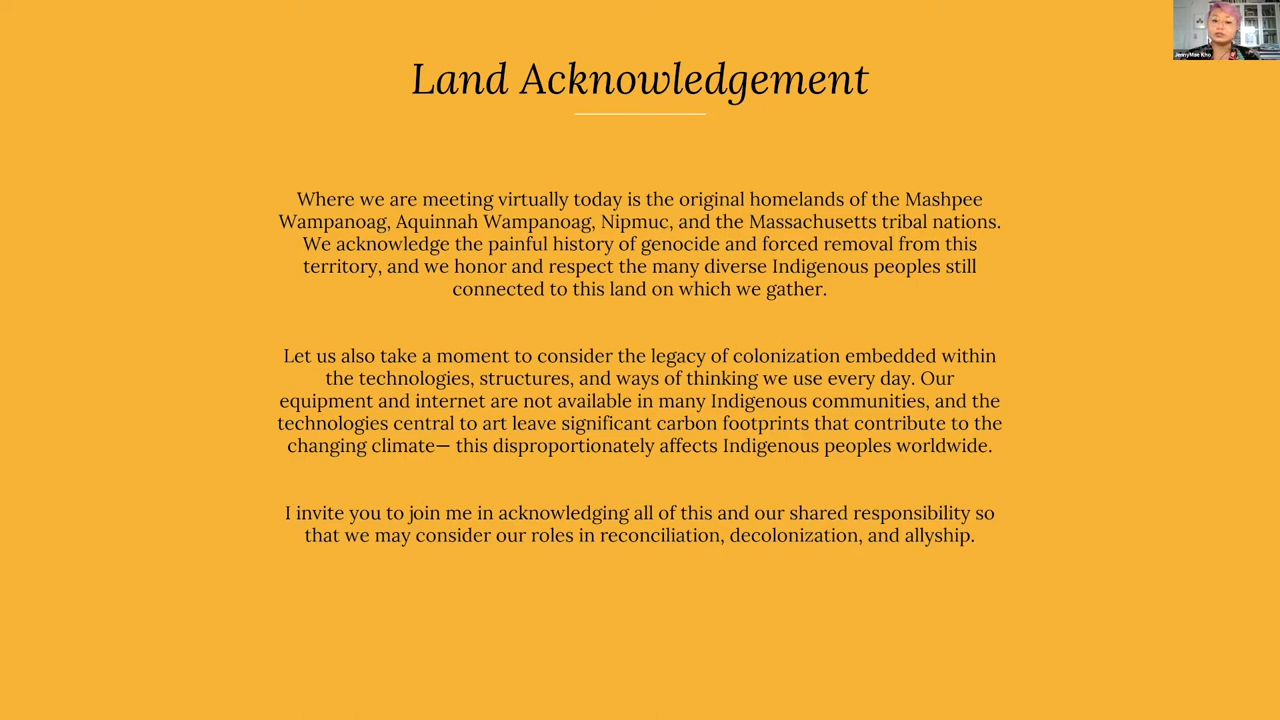 Land Acknowledgement
JennyMae Kho
Where we are meeting virtually today is the original homelands of the Mashpee
Wampanoag, Aquinnah Wampanoag, Nipmuc, and the Massachusetts tribal nations.
We acknowledge the painful history of genocide and forced removal from this
territory, and we honor and respect the many diverse Indigenous peoples still
connected to this land on which we gather.
Let us also take a moment to consider the legacy of colonization embedded within
the technologies, structures, and ways of thinking we use every day. Our
equipment and internet are not available in many Indigenous communities, and the
technologies central to art leave significant carbon footprints that contribute to the
changing climate— this disproportionately affects Indigenous peoples worldwide.
I invite you to join me in acknowledging all of this and our shared responsibility so
that we may consider our roles in reconciliation, decolonization, and allyship.